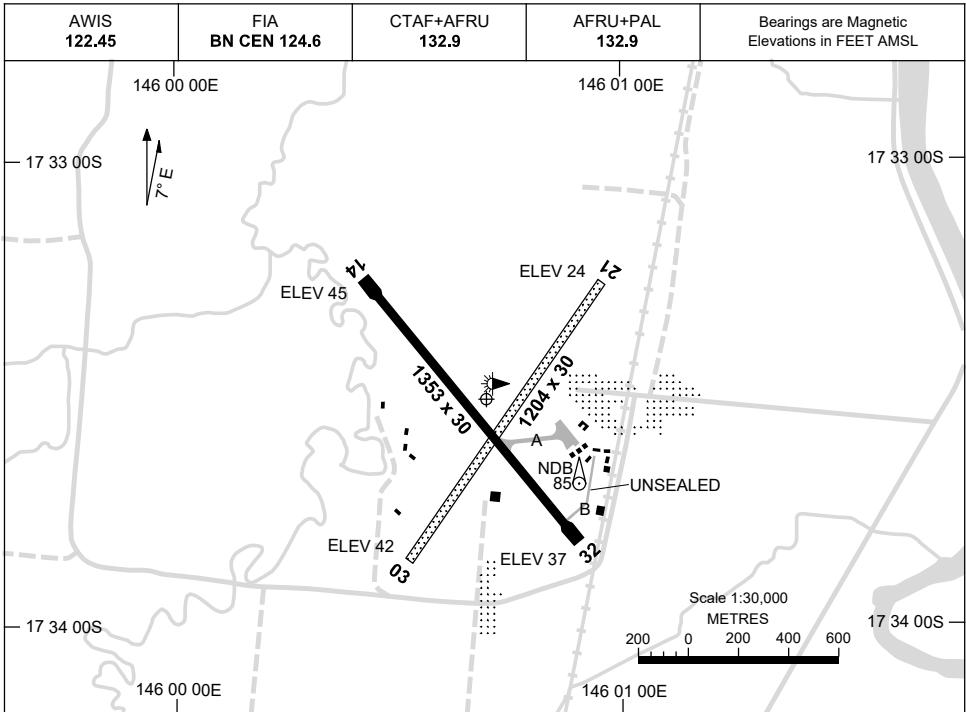 AWIS
122.45
FIA
BN CEN 124.6
CTAF+AFRU
132.9
AFRU+PAL
132.9
Bearings are Magnetic
Elevations in FEET AMSL
146 00 00E
146 01 00E
17 33 00S
17 33 00S
7° E
14
21
ELEV 24
ELEV 45
1353 x 30
1204 x 30
A
NDB
85
UNSEALED
B
ELEV 42
ELEV 37
32
03
Scale 1:30,000
METRES
17 34 00S
17 34 00S
200 0 200 400 600
146 00 00E
146 01 00E